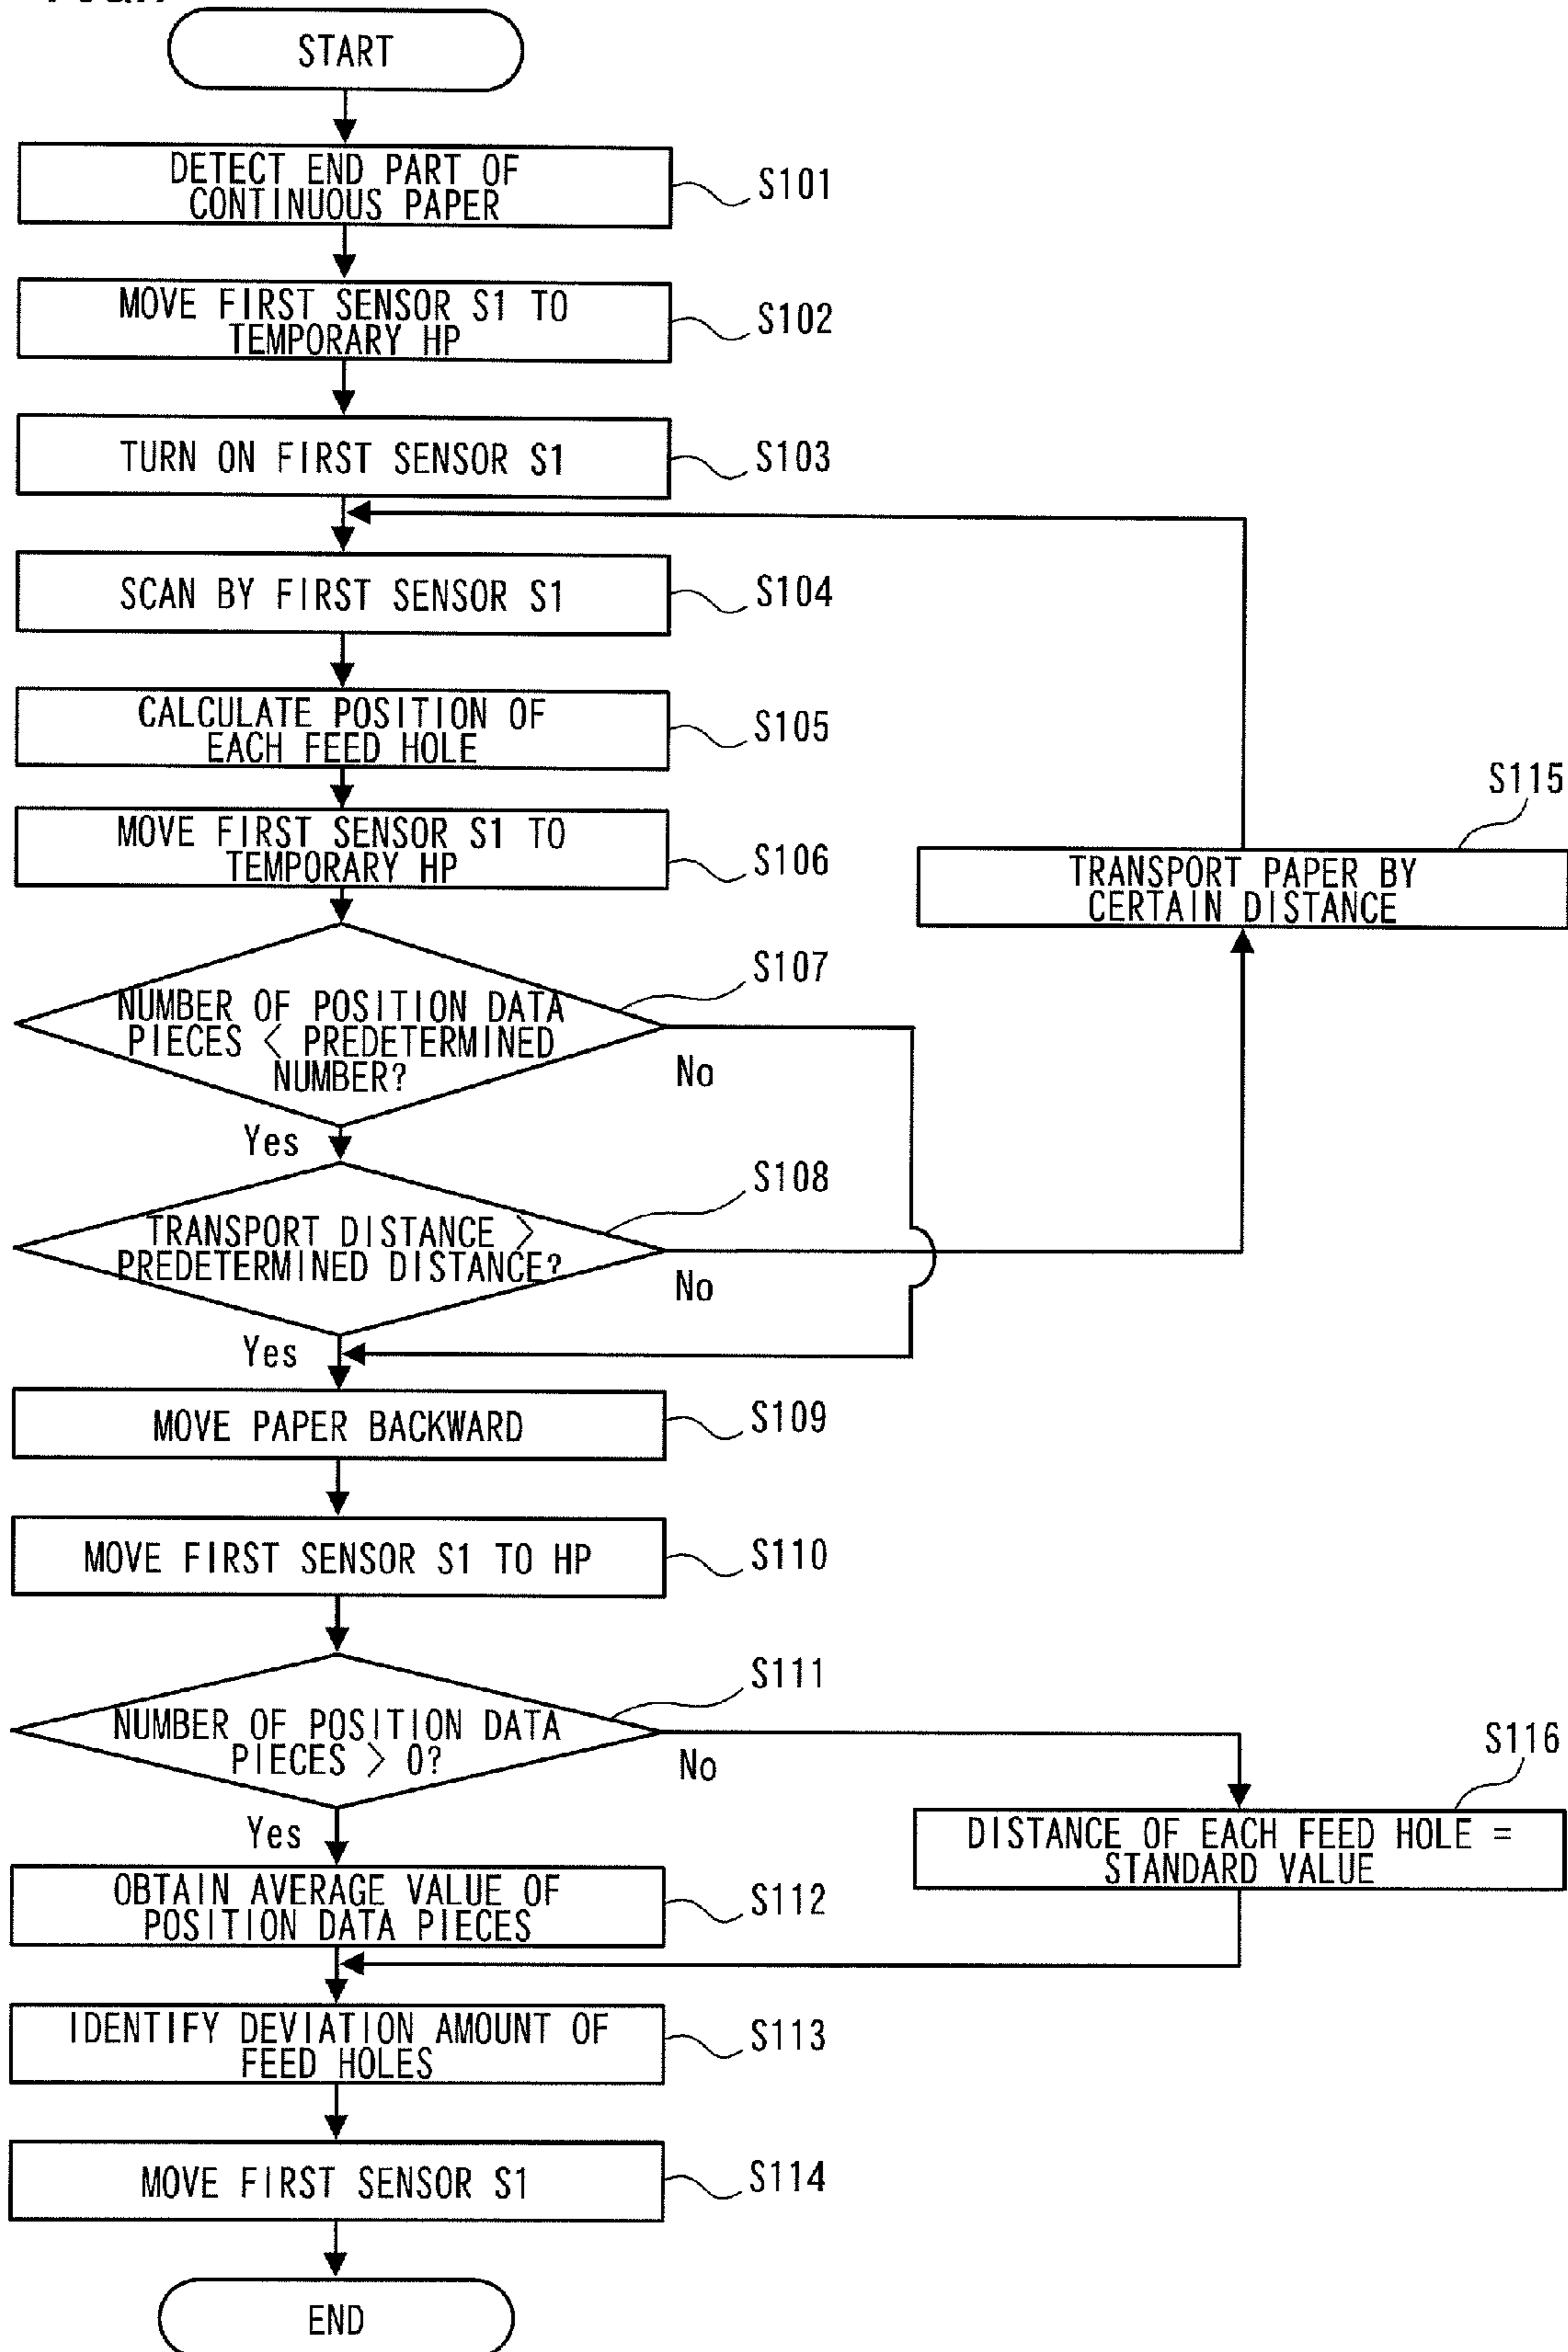 START
DETECT END PART OF
CONTINUOUS PAPER
S101
MOVE FIRST SENSOR S1 TO
TEMPORARY HP
S102
TURN ON FIRST SENSOR S1
S103
SCAN BY FIRST SENSOR S1
S104
CALCULATE POSITION OF
EACH FEED HOLE
S105
MOVE FIRST SENSOR S1 TO
TEMPORARY HP
S106
S115
TRANSPORT PAPER BY
CERTAIN DISTANCE
NUMBER OF POSITION DATA
PIECES < PREDETERMINED
NUMBER?
S107
No
Yes
TRANSPORT DISTANCE >
PREDETERMINED DISTANCE?
S108
No
Yes
MOVE PAPER BACKWARD
S109
MOVE FIRST SENSOR S1 TO HP
S110
NUMBER OF POSITION DATA
PIECES > 0?
S111
No
Yes
S116
DISTANCE OF EACH FEED HOLE =
STANDARD VALUE
OBTAIN AVERAGE VALUE OF
POSITION DATA PIECES
S112
IDENTIFY DEVIATION AMOUNT OF
FEED HOLES
S113
MOVE FIRST SENSOR S1
S114
END